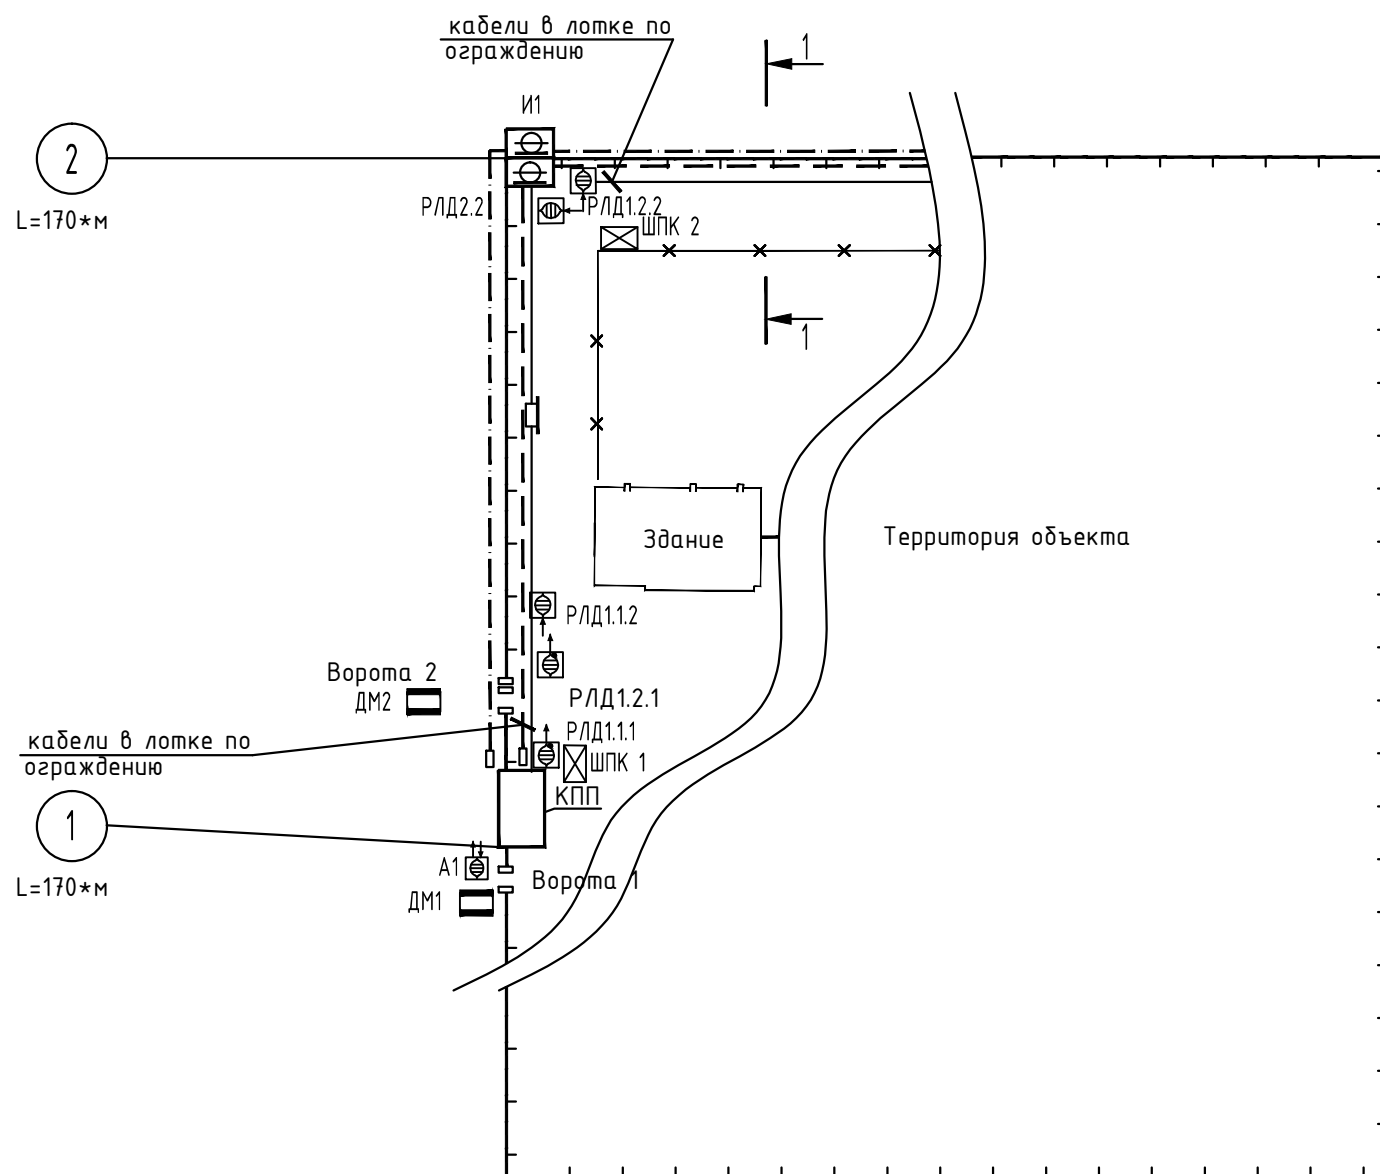 кабели в лотке по
ограждению
1
И1
2
L=170*м
РЛД2.2
РЛД1.2.2
ШПК 2
1
Здание
Территория объекта
РЛД1.1.2
Ворота 2
ДМ2
РЛД1.2.1
РЛД1.1.1
ШПК 1
кабели в лотке по
ограждению
КПП
1
L=170*м
А1
Ворота 1
ДМ1